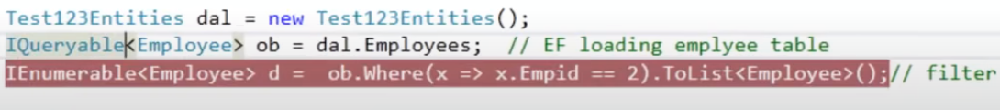 Test123Entities dal = new Test123Entities();
IQueryable<Employee> ob = dal.Employees;  // EF loading emplyee table
IEnumerable<Employee> d =  ob.Where(x => x.Empid == 2).ToList<Employee>();// filter